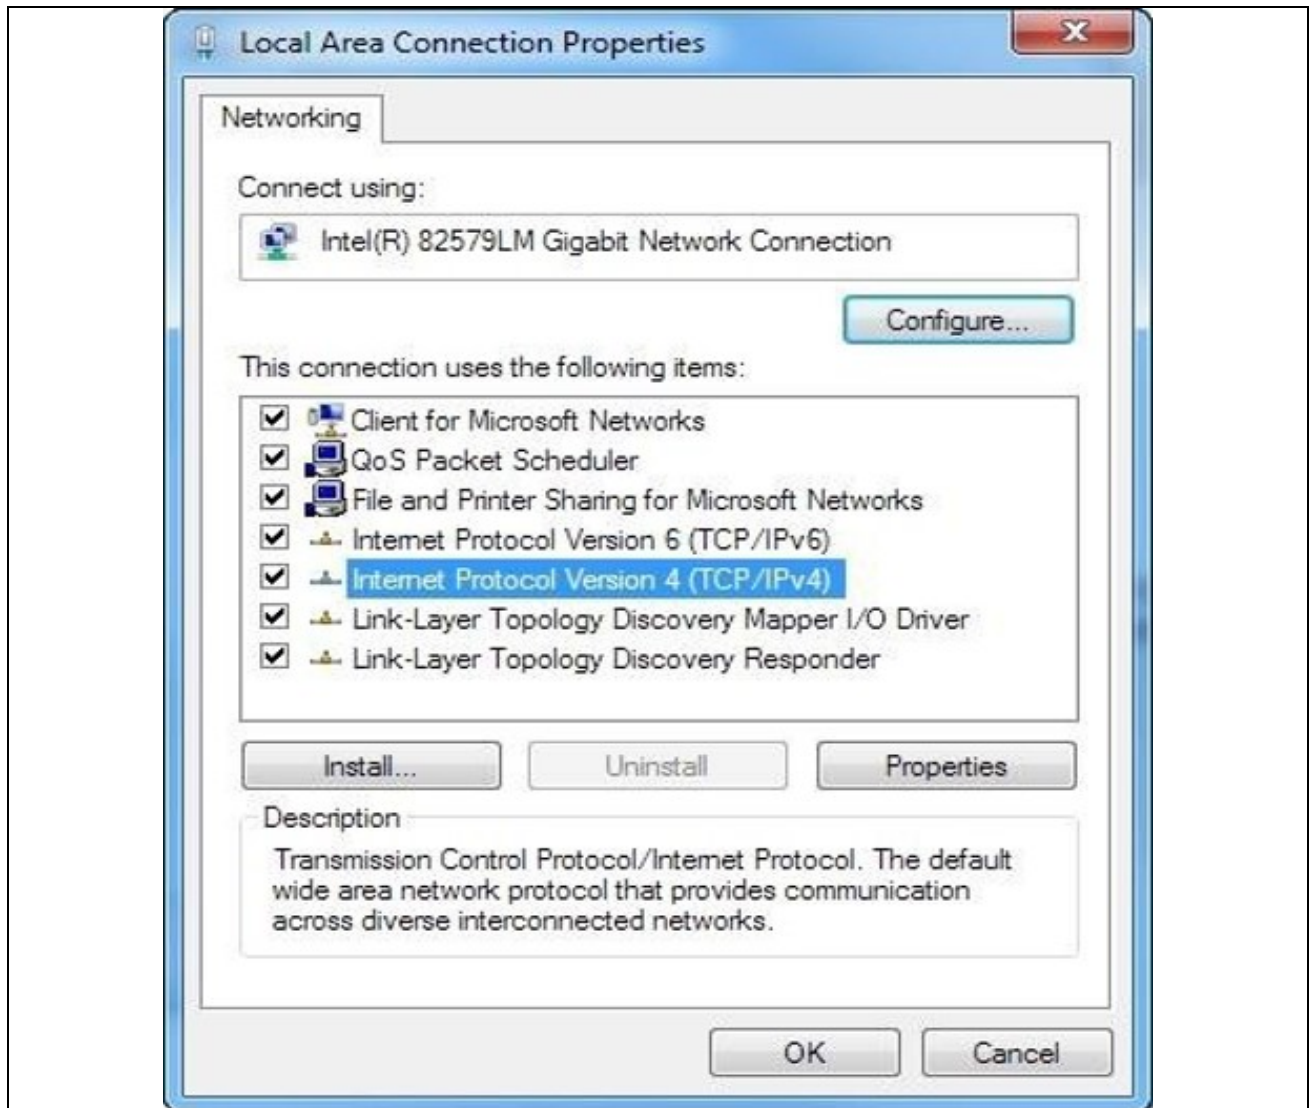 Local Area Connection Properties
Networking
Connect using:
Intel(R) 82579LM Gigabit Network Connection
Configure...
This connection uses the following items:
Client for Microsoft Networks
QoS Packet Scheduler
File and Printer Sharing for Microsoft Networks
Internet Protocol Version 6 (TCP/IPv6)
Internet Protocol Version 4 (TCP/IPv4)
Link-Layer Topology Discovery Mapper I/O Driver
Link-Layer Topology Discovery Responder
Install... Uninstall Properties
Description
Transmission Control Protocol/Internet Protocol. The default
wide area network protocol that provides communication
across diverse interconnected networks.
OK Cancel